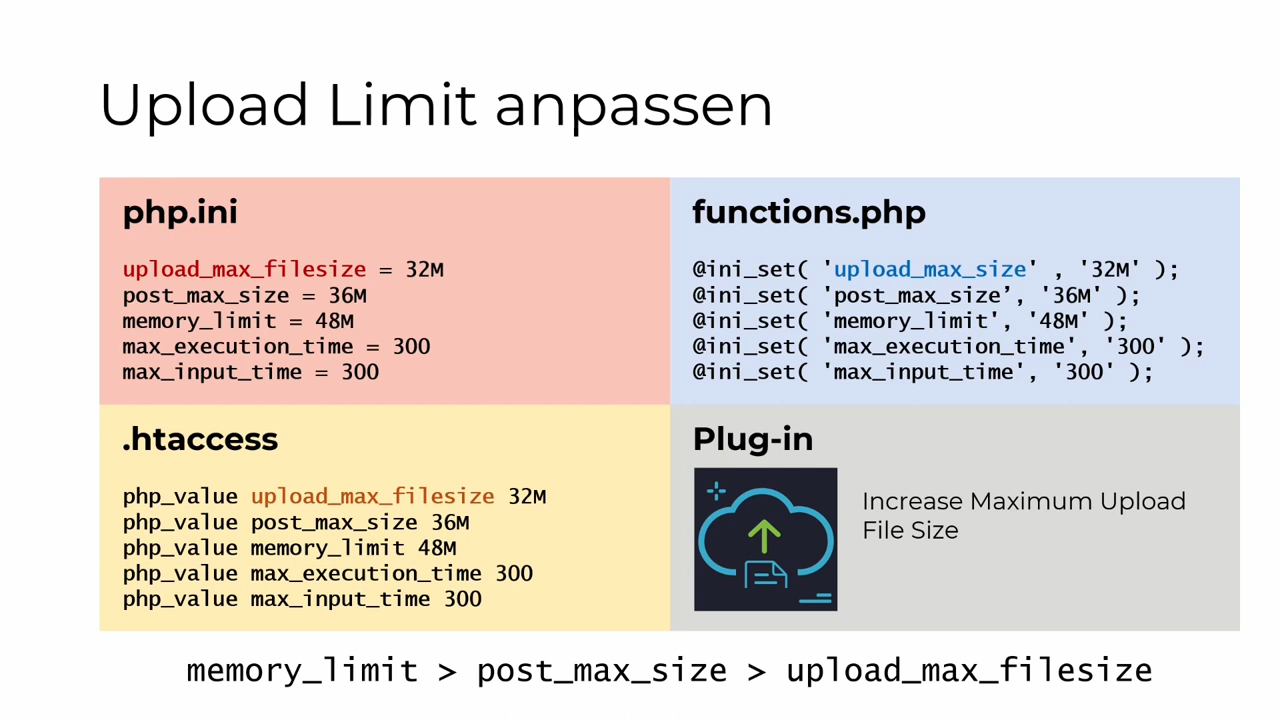 Upload Limit anpassen
php.ini
upload_max_filesize = 32M
post_max_size = 36M
memory_limit = 48M
max_execution_time = 300
max_input_time = 300
functions.php
@ini_set( 'upload_max_size' , '32M' );
@ini_set( 'post_max_size’, '36M' );
@ini_set( 'memory_limit', '48M' );
@ini_set( 'max_execution_time', '300' );
@ini_set( 'max_input_time', '300' );
.htaccess
php_value upload_max_filesize 32M
php_value post_max_size 36M
php_value memory_limit 48M
php_value max_execution_time 300
php_value max_input_time 300
Plug-in
Increase Maximum Upload
File Size
memory_limit > post_max_size > upload_max_filesize